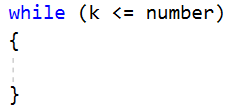 while (k <= number)
{
}